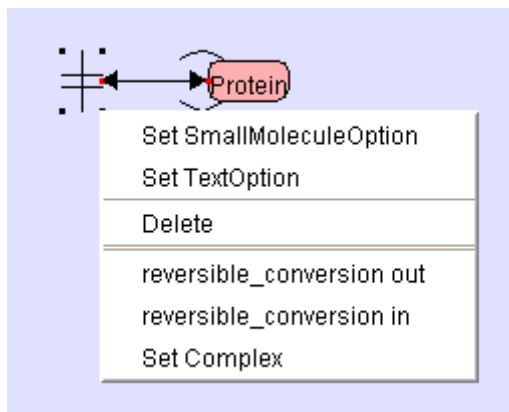 Protein
Set SmallMoleculeOption
Set TextOption
Delete
reversible_conversion out
reversible_conversion in
Set Complex